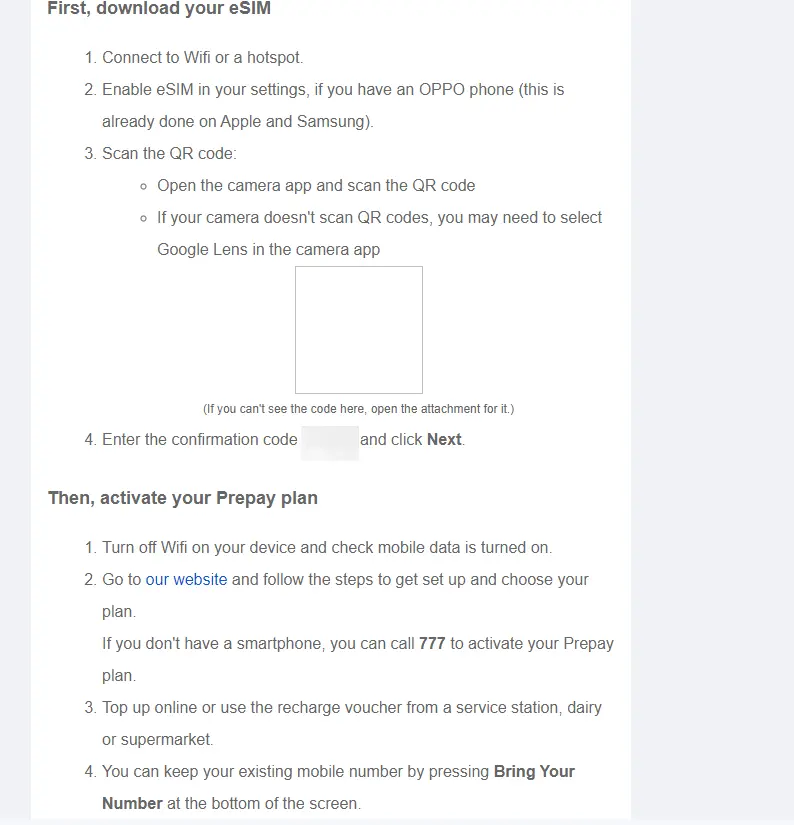 First, download your eSIM
1. Connect to Wifi or a hotspot.
2. Enable eSIM in your settings, if you have an OPPO phone (this is
already done on Apple and Samsung).
3. Scan the QR code:
Open the camera app and scan the QR code
If your camera doesn't scan QR codes, you may need to select
Google Lens in the camera app
(If you can't see the code here, open the attachment for it.)
4. Enter the confirmation code and click Next.
Then, activate your Prepay plan
1. Turn off Wifi on your device and check mobile data is turned on.
2. Go to our website and follow the steps to get set up and choose your
plan.
If you don't have a smartphone, you can call 777 to activate your Prepay
plan.
3. Top up online or use the recharge voucher from a service station, dairy
or supermarket.
4. You can keep your existing mobile number by pressing Bring Your
Number at the bottom of the screen.